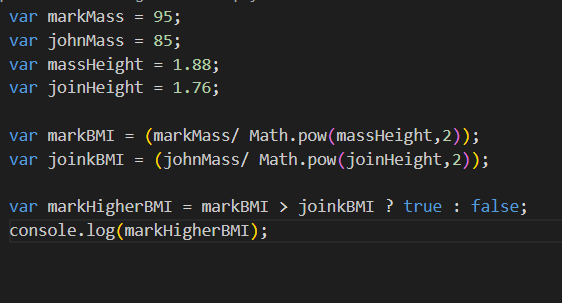 var markMass = 95;
var johnMass = 85;
var massHeight = 1.88;
var joinHeight = 1.76;
var markBMI = (markMass/ Math.pow(massHeight,2));
var joinkBMI = (johnMass/ Math.pow(joinHeight,2));
var markHigherBMI = markBMI > joinkBMI ? true : false;
console.log(markHigherBMI);